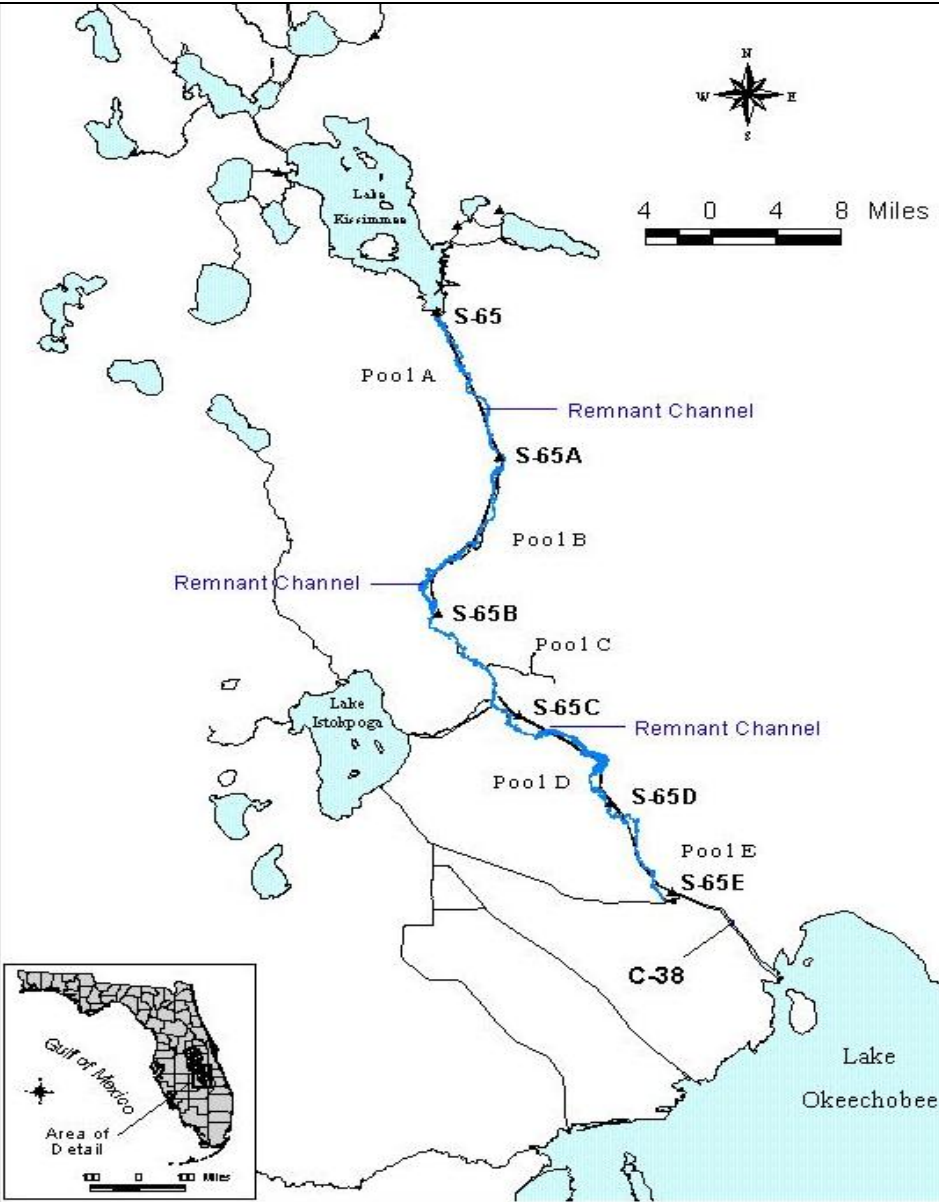 N
W E
S
Lake
Kissimmee
4 0 4 8 Miles
S-65
Pool A
Remnant Channel
S-65A
Pool B
Remnant Channel
S-65B
Pool C
Lake
Istokpoga
S-65C
Remnant Channel
Pool D
S-65D
Pool E
S-65E
C-38
Lake
Okeechobee
Gulf of Mexico
Area of
Detail
100 0 100 Miles